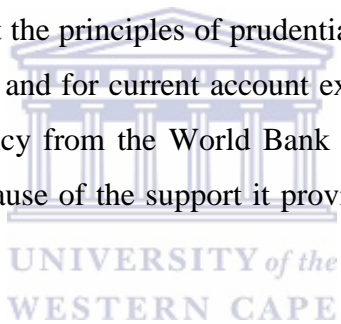 t the principles of prudentia
and for current account ex
cy from the World Bank
ause of the support it provi
UNIVERSITY of the
WESTERN CAPE